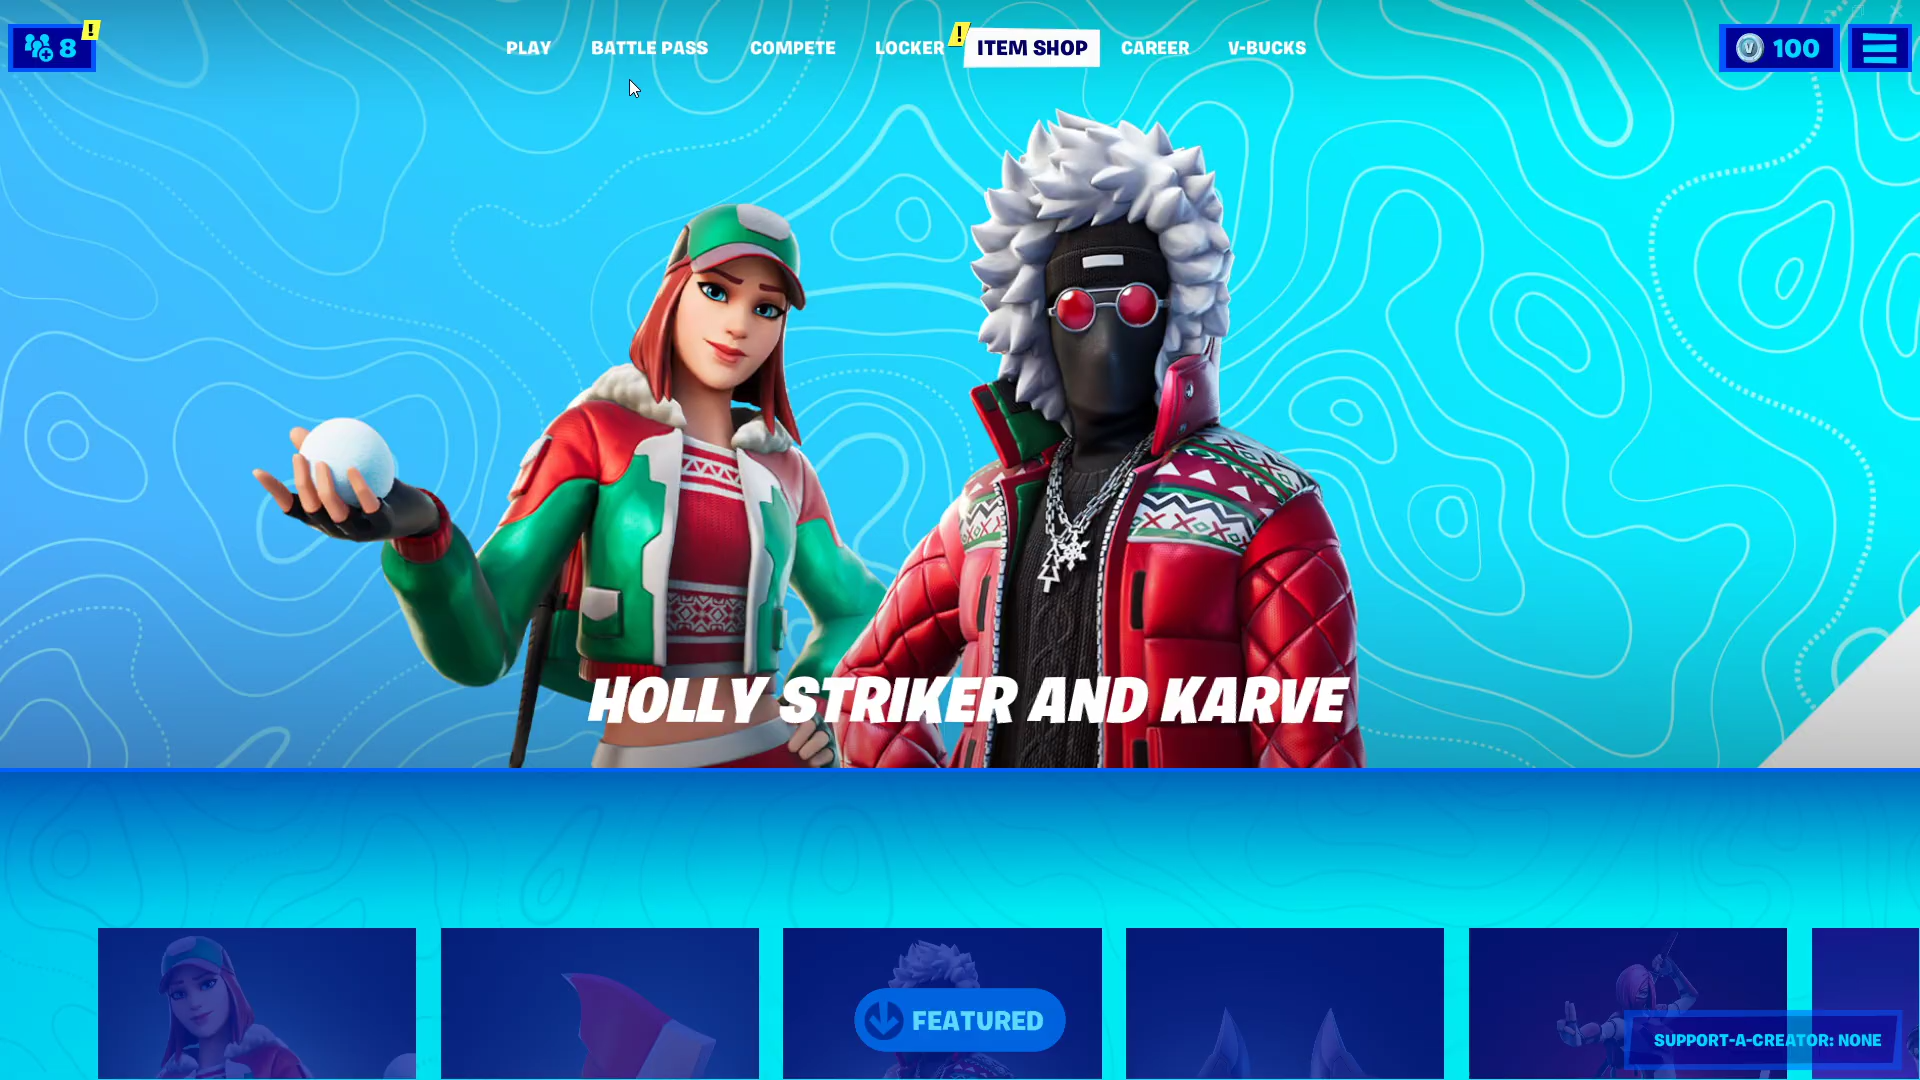 8
!
PLAY
BATTLE PASS
COMPETE
LOCKER
!
ITEM SHOP
CAREER
V-BUCKS
V 100
HOLLY STRIKER AND KARVE
FEATURED
SUPPORT-A-CREATOR: NONE